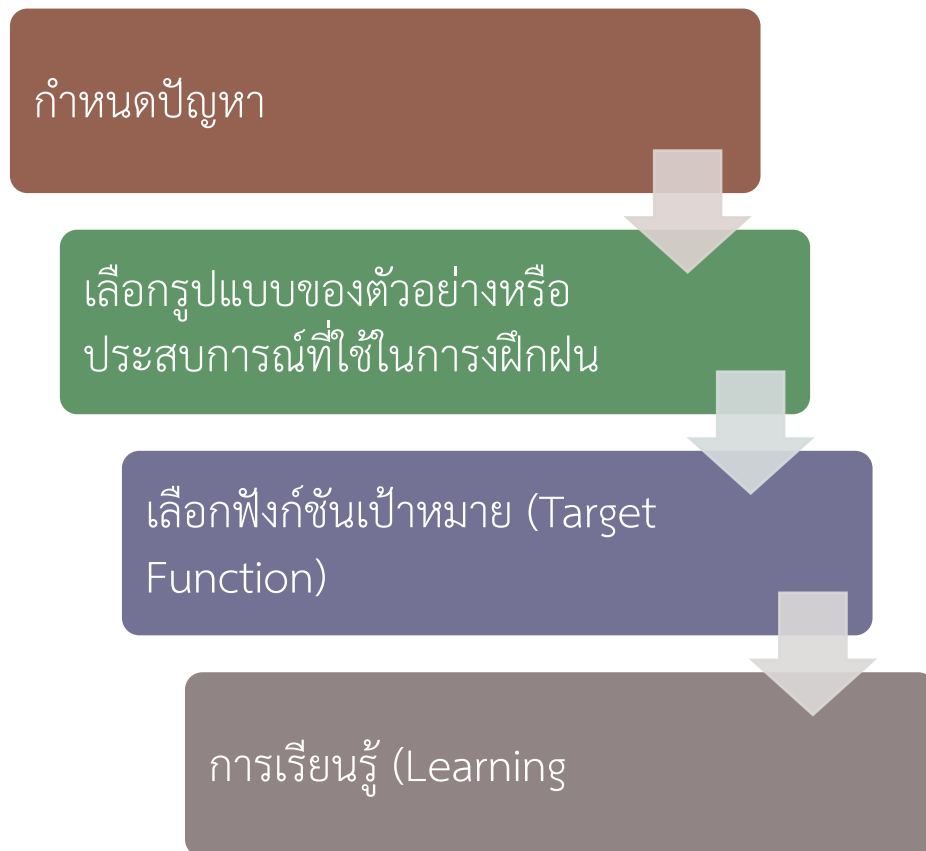 กำหนดปัญหา
เลือกรูปแบบของตัวอย่างหรือ
ประสบการณ์ที่ใช้ในการงฝึกฝน
เลือกฟังก์ชันเป้าหมาย (Target
Function)
การเรียนรู้ (Learning